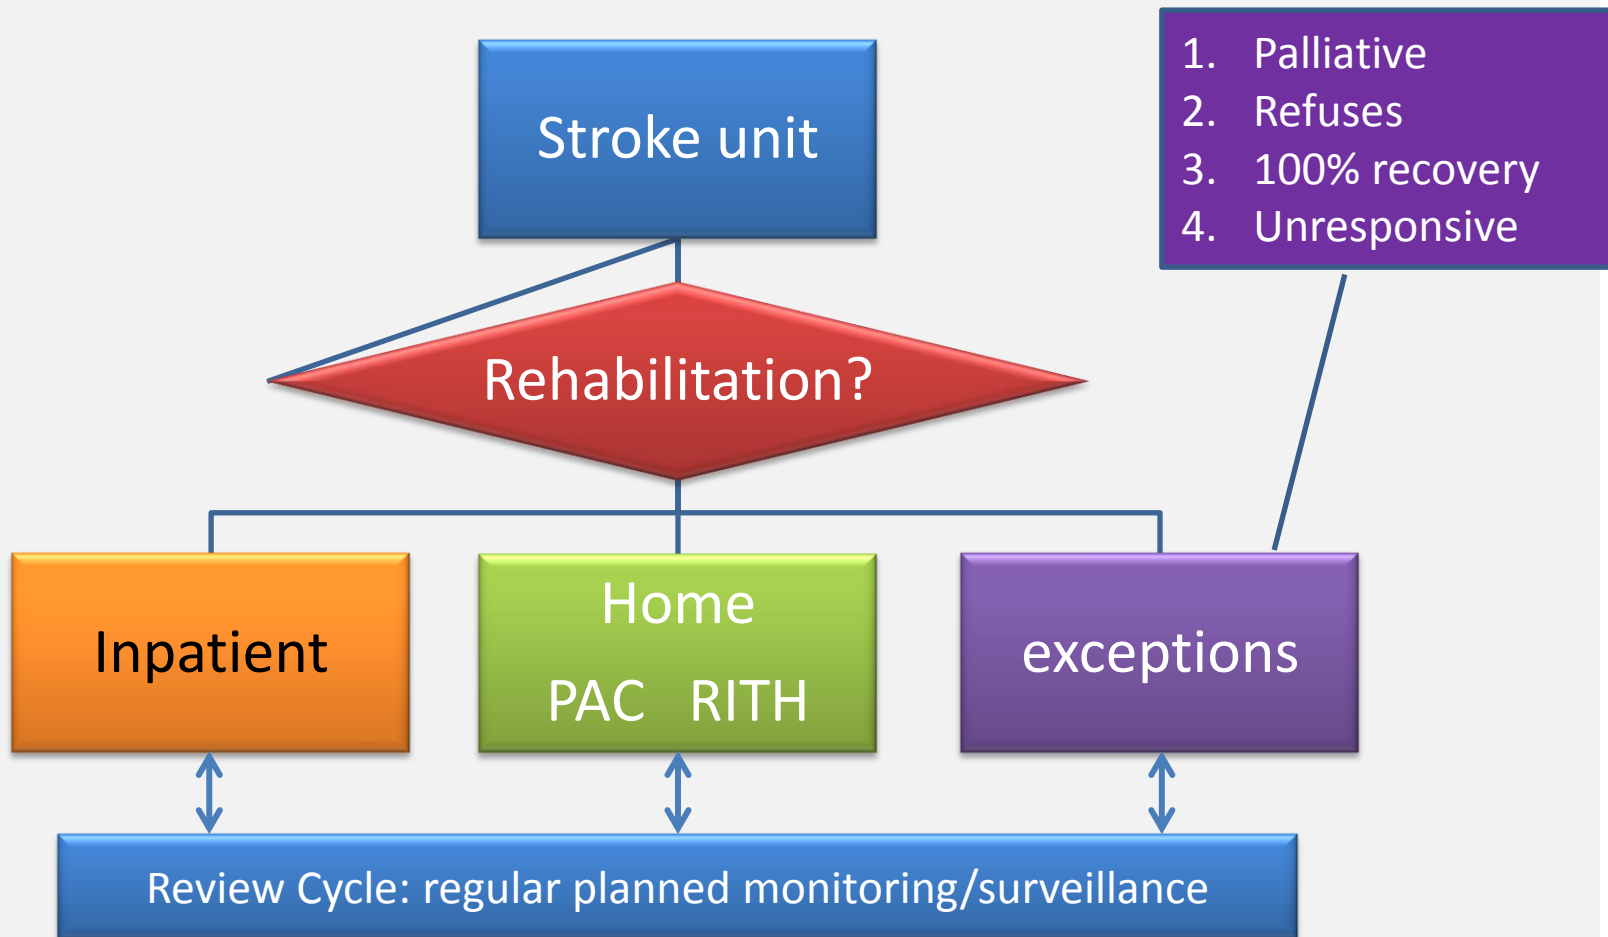 Stroke unit
1. Palliative
2. Refuses
3. 100% recovery
4. Unresponsive
Rehabilitation?
Inpatient
Home
PAC RITH
exceptions
Review Cycle: regular planned monitoring/surveillance